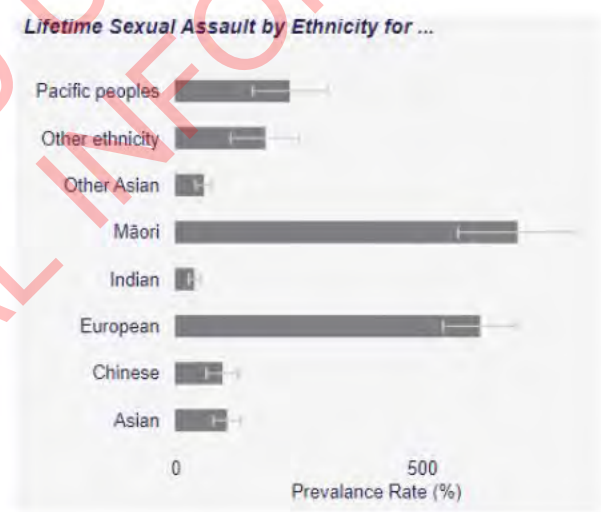 Lifetime Sexual Assault by Ethnicity for ...
Pacific peoples
Other ethnicity
Other Asian
Māori
Indian
European
Chinese
Asian
0 500
Prevalance Rate (%)